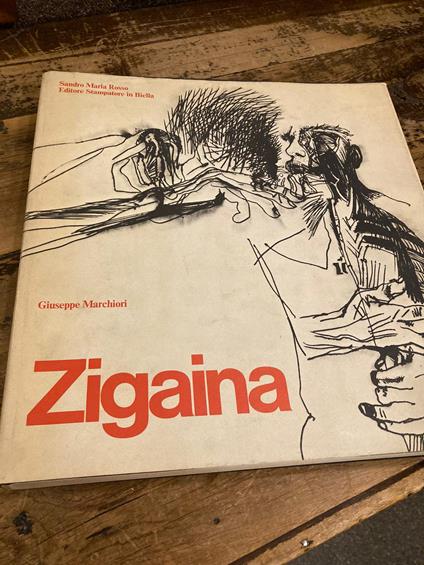 Sandro Maria Rosso
Editore Stampatore in Biella
Giuseppe Marchiori
Zigaina